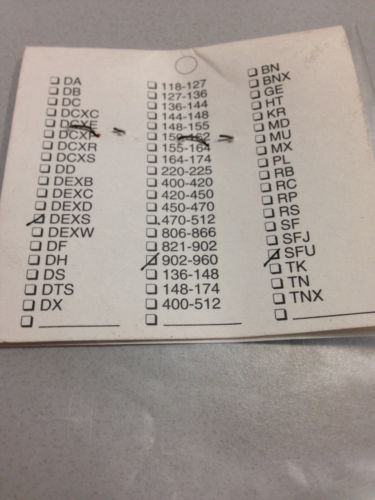 DA
DB
DC
DCXC
DCXF
DCXP
DCXR
DCXS
DD
DEXB
DEXC
DEXD
DEXS
DEXW
DF
DH
DS
DTS
DX
118-127
127-136
136-144
144-148
148-155
150-162
155-164
164-174
220-225
400-420
420-450
450-470
470-512
806-866
821-902
902-960
136-148
148-174
400-512
BN
BNX
GE
HT
KR
MD
MU
MX
PL
RB
RC
RP
RS
SF
SFJ
SFU
TK
TN
TNX